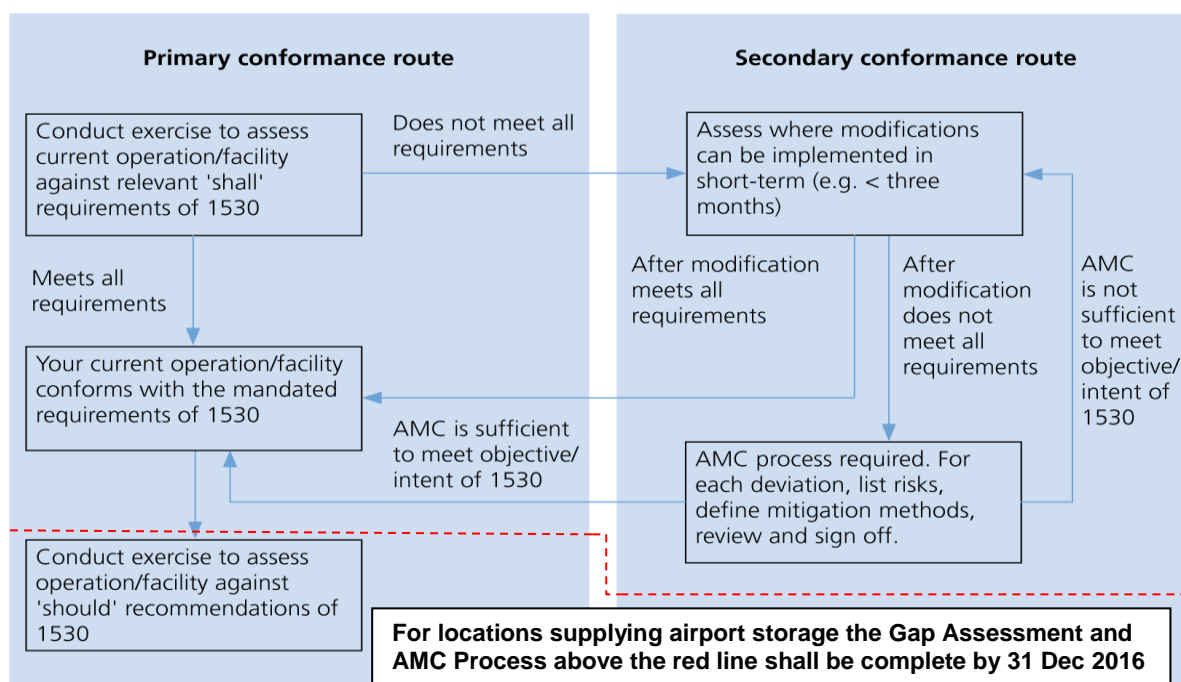 Primary conformance route
Conduct exercise to assess
current operation/facility
against relevant 'shall'
requirements of 1530
Does not meet all
requirements
Meets all
requirements
Your current operation/facility
conforms with the mandated
requirements of 1530
AMC is sufficient
to meet objective/
intent of 1530
Conduct exercise to assess
operation/facility against
'should' recommendations of
1530
Secondary conformance route
Assess where modifications
can be implemented in
short-term (e.g. < three
months)
After modification
meets all
requirements
After
modification
does not
meet all
requirements
AMC
is not
sufficient
to meet
objective/
intent of
1530
AMC process required. For
each deviation, list risks,
define mitigation methods,
review and sign off.
For locations supplying airport storage the Gap Assessment and
AMC Process above the red line shall be complete by 31 Dec 2016